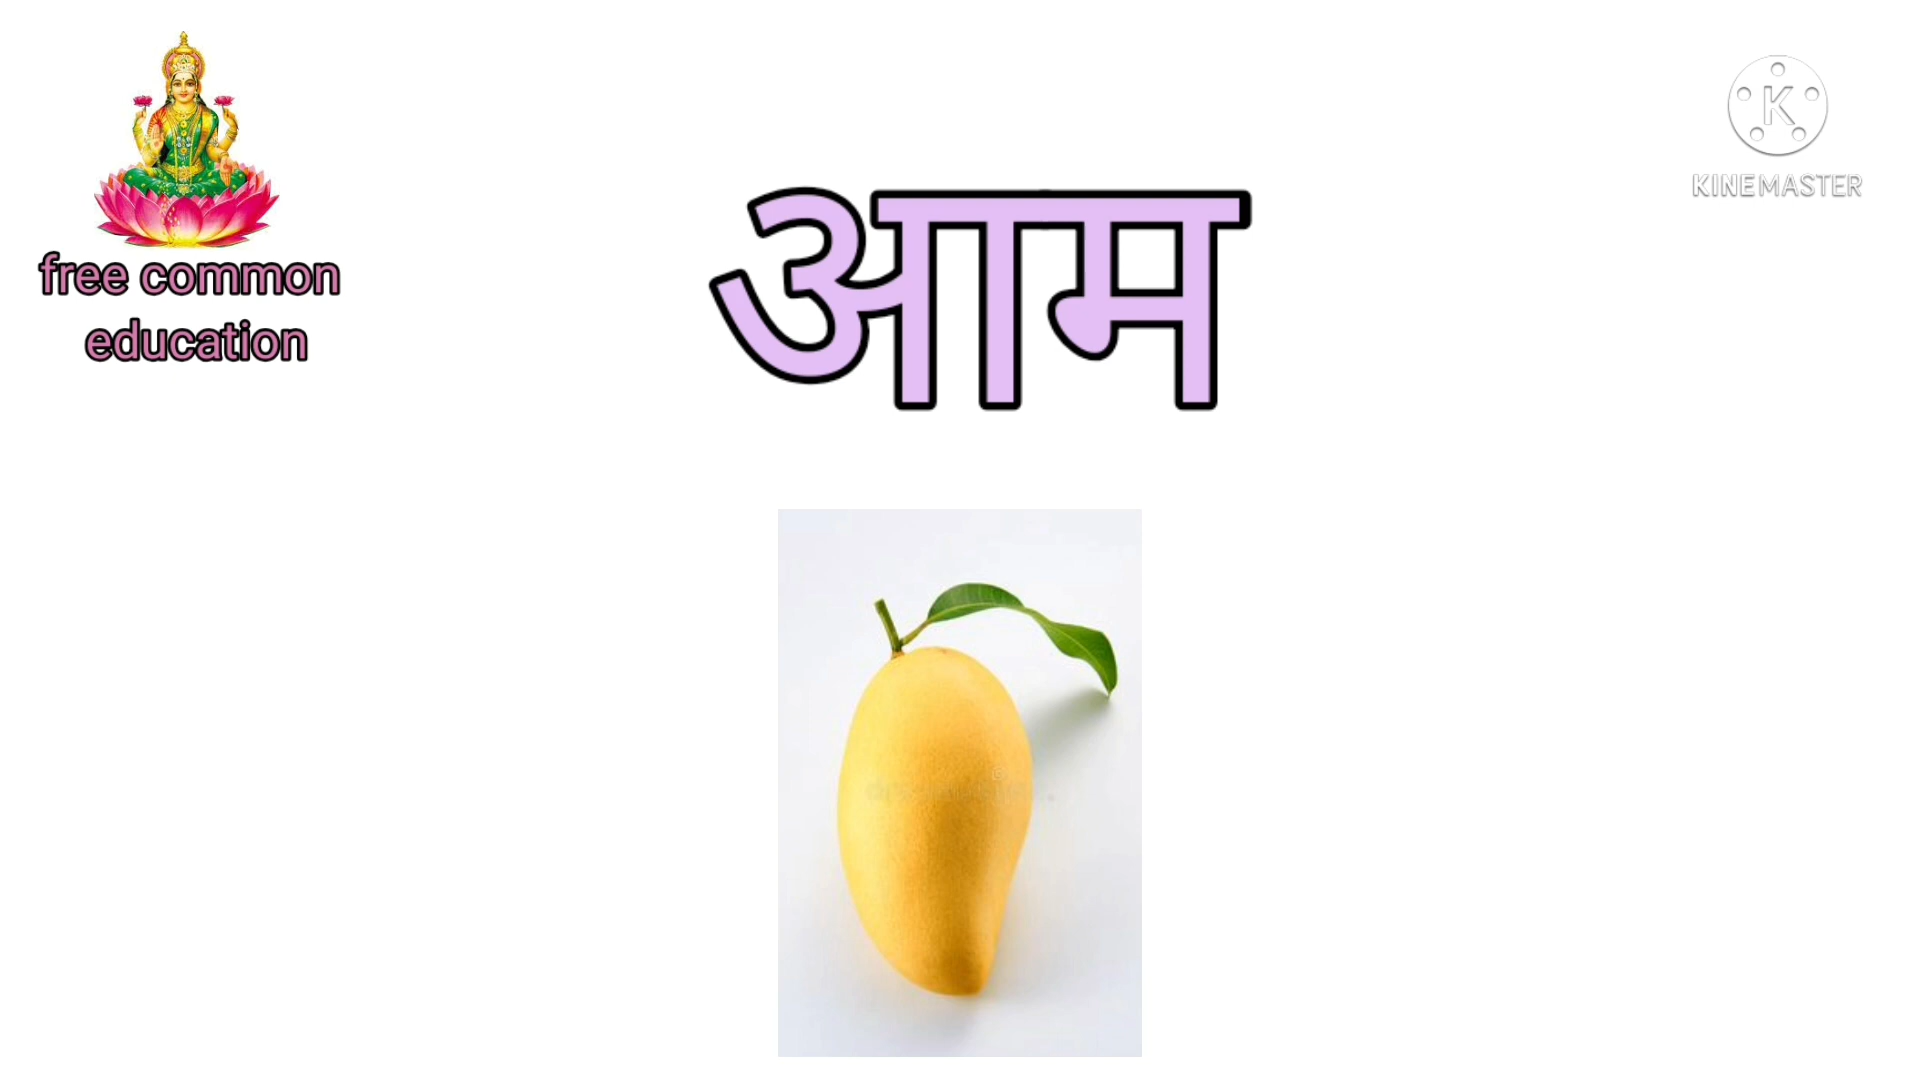 free common
education
आम
K
KINEMASTER